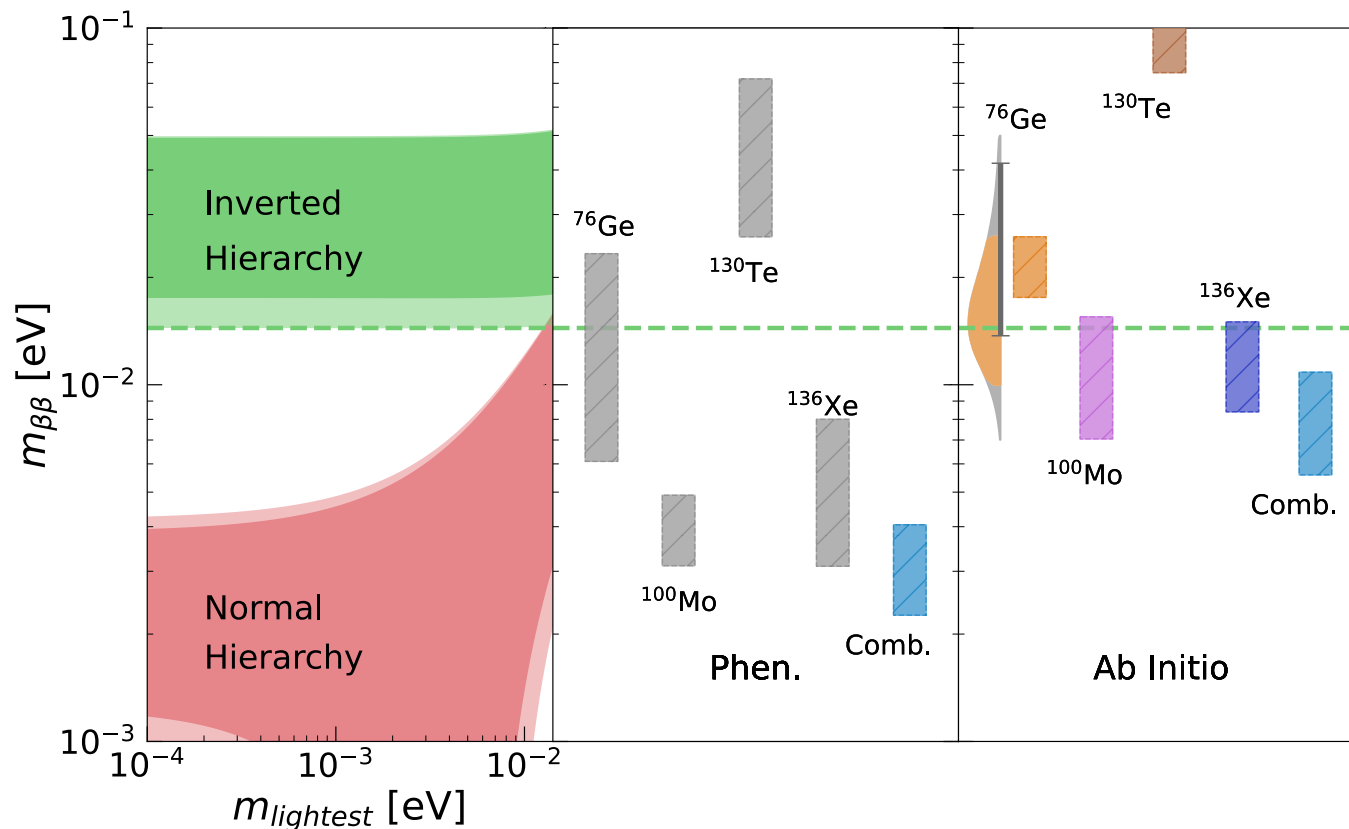 10⁻¹
10⁻²
10⁻³
m_ββ [eV]
Inverted
Hierarchy
Normal
Hierarchy
10⁻⁴
10⁻³
10⁻²
m_lightest [eV]
⁷⁶Ge
¹³⁰Te
¹⁰⁰Mo
¹³⁶Xe
Comb.
Phen.
⁷⁶Ge
¹³⁰Te
¹⁰⁰Mo
¹³⁶Xe
Comb.
Ab Initio